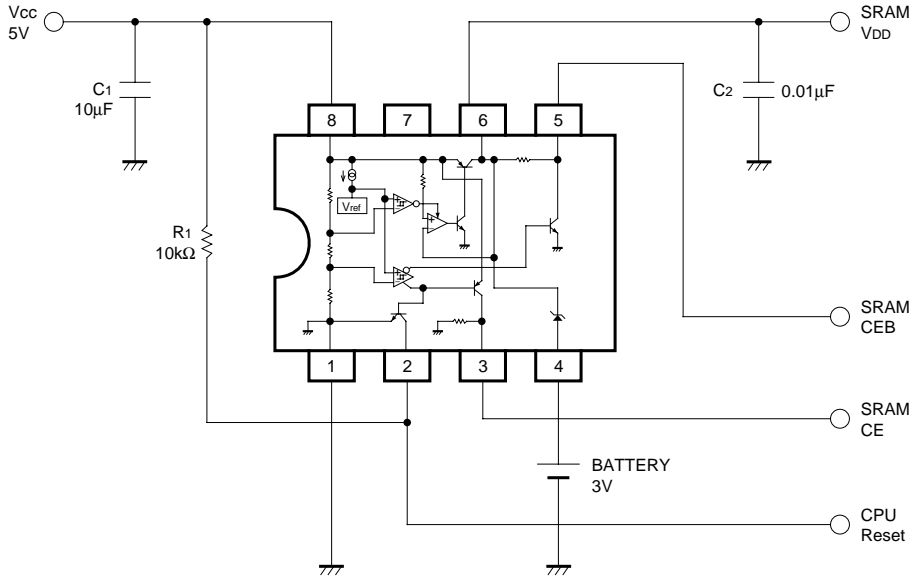 Vcc
5V
SRAM
VDD
C1
10μF
C2
0.01μF
8
7
6
5
Vref
+
−
+
−
+
−
R1
10kΩ
SRAM
CEB
1
2
3
4
SRAM
CE
BATTERY
3V
CPU
Reset